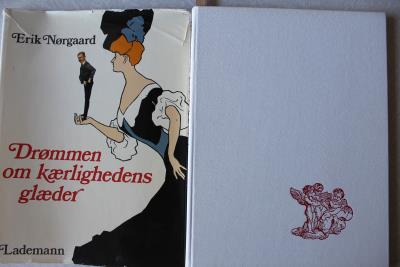 Erik Nørgaard
Drømmen
om kærlighedens
glæder
Lademann